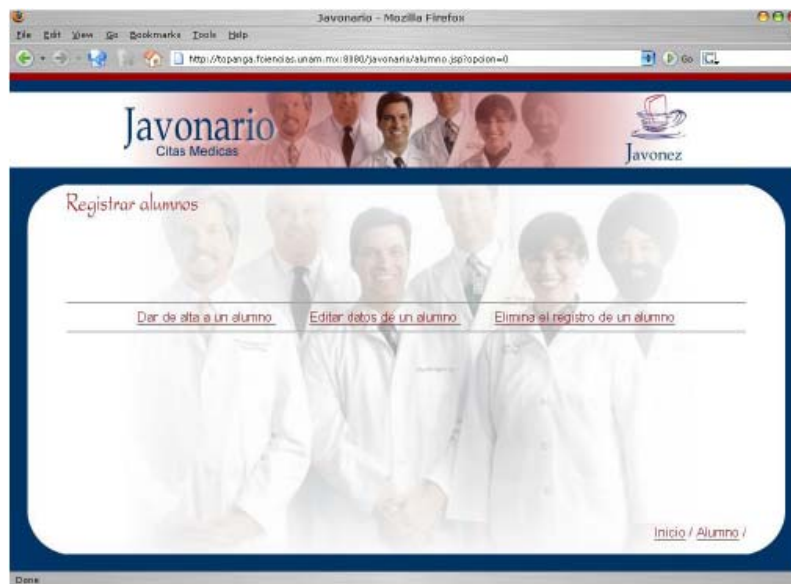 Javonario - Mozilla Firefox
File Edit View Go Bookmarks Tools Help
http://topanga.fciencias.unam.mx:8180/javonario/alumno.jsp?opcion=0 Go
Javonario
Citas Medicas
Javonez
Registrar alumnos
Dar de alta a un alumno Editar datos de un alumno Elimina el registro de un alumno
Inicio / Alumno /
Done